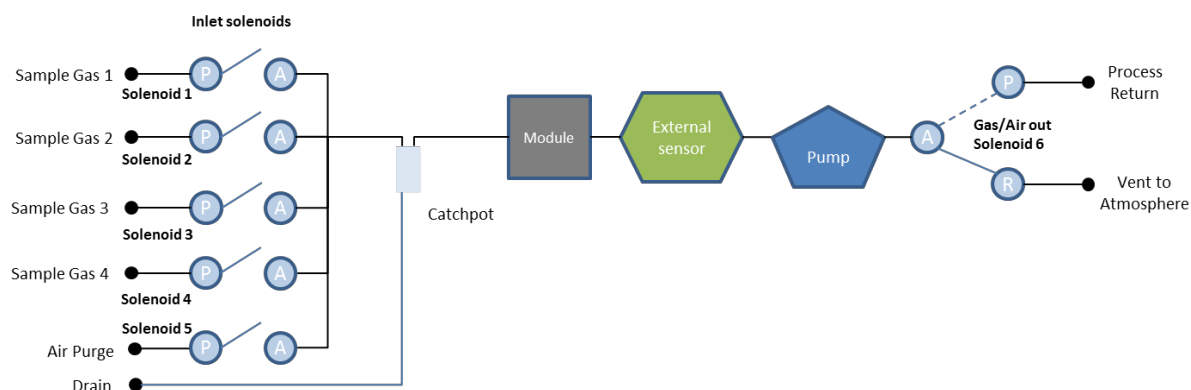 Inlet solenoids
Sample Gas 1
P
A
Solenoid 1
Sample Gas 2
P
A
Solenoid 2
Sample Gas 3
P
A
Solenoid 3
Sample Gas 4
P
A
Solenoid 4
Solenoid 5
Air Purge
P
A
Drain
Catchpot
Module
External
sensor
Pump
A
P
Process
Return
Gas/Air out
Solenoid 6
R
Vent to
Atmosphere